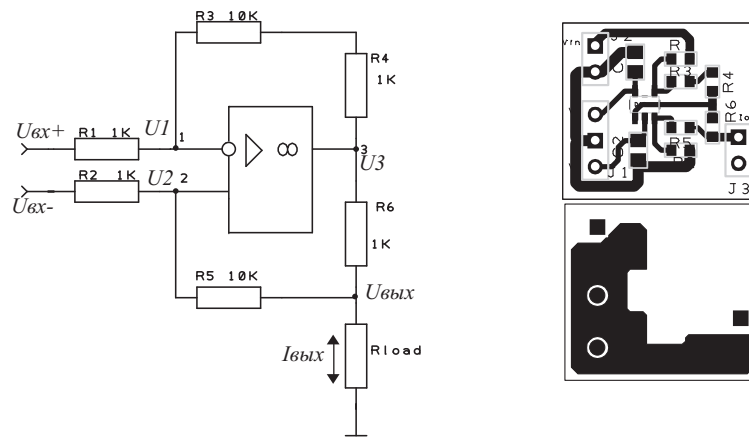 R3 10K
R4
1K
Uвх+
R1 1K
U1
1
∞
3
U3
R2 1K
U2
2
Uвх-
R6
1K
R5 10K
Uвых
Iвых
Rload
Vin
J2
R
R3
R4
R6
R5
C2
J1
J3